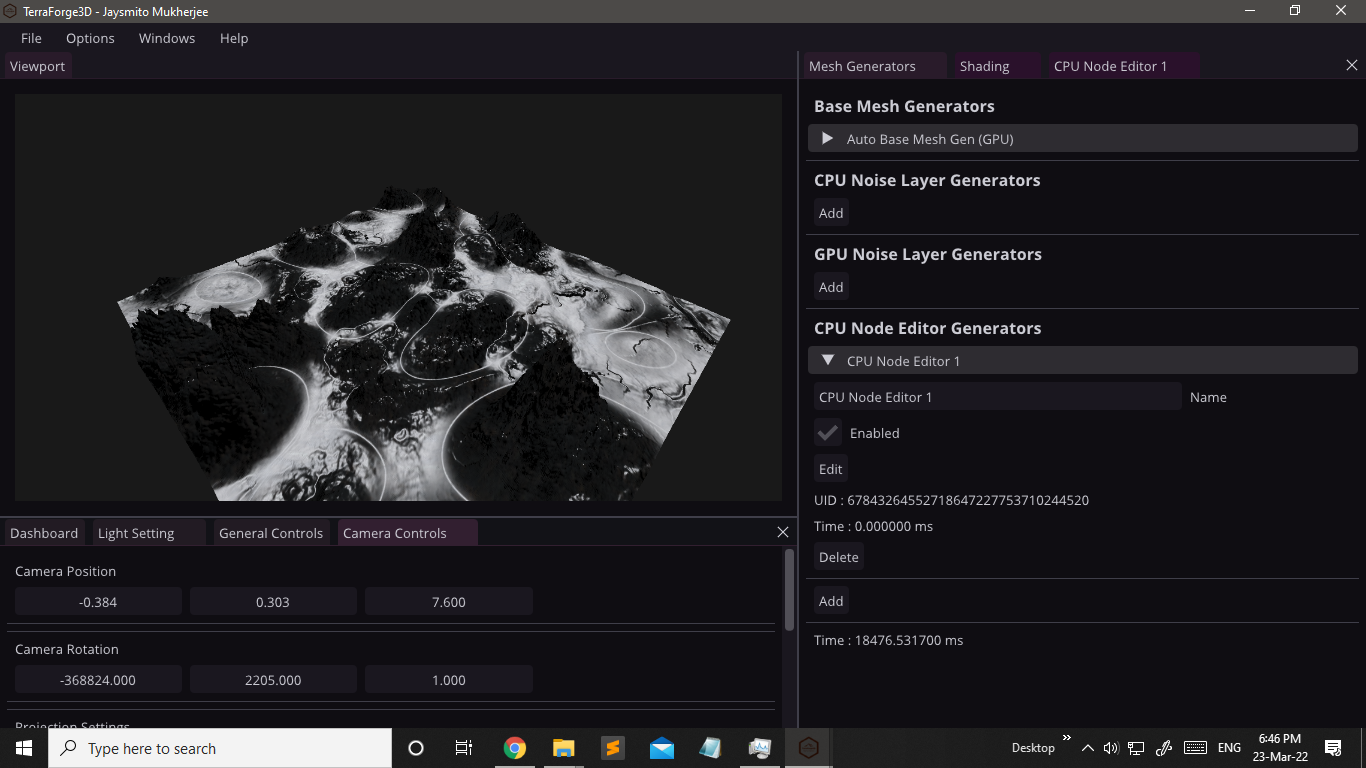 TerraForge3D - Jaysmito Mukherjee
File Options Windows Help
Viewport
Mesh Generators Shading CPU Node Editor 1
Base Mesh Generators
Auto Base Mesh Gen (GPU)
CPU Noise Layer Generators
Add
GPU Noise Layer Generators
Add
CPU Node Editor Generators
CPU Node Editor 1
CPU Node Editor 1 Name
Enabled
Edit
UID : 67843264552718647227753710244520
Time : 0.000000 ms
Delete
Add
Time : 18476.531700 ms
Dashboard Light Setting General Controls Camera Controls
Camera Position
-0.384 0.303 7.600
Camera Rotation
-368824.000 2205.000 1.000
Projection Settings
Type here to search
Desktop
ENG
6:46 PM
23-Mar-22